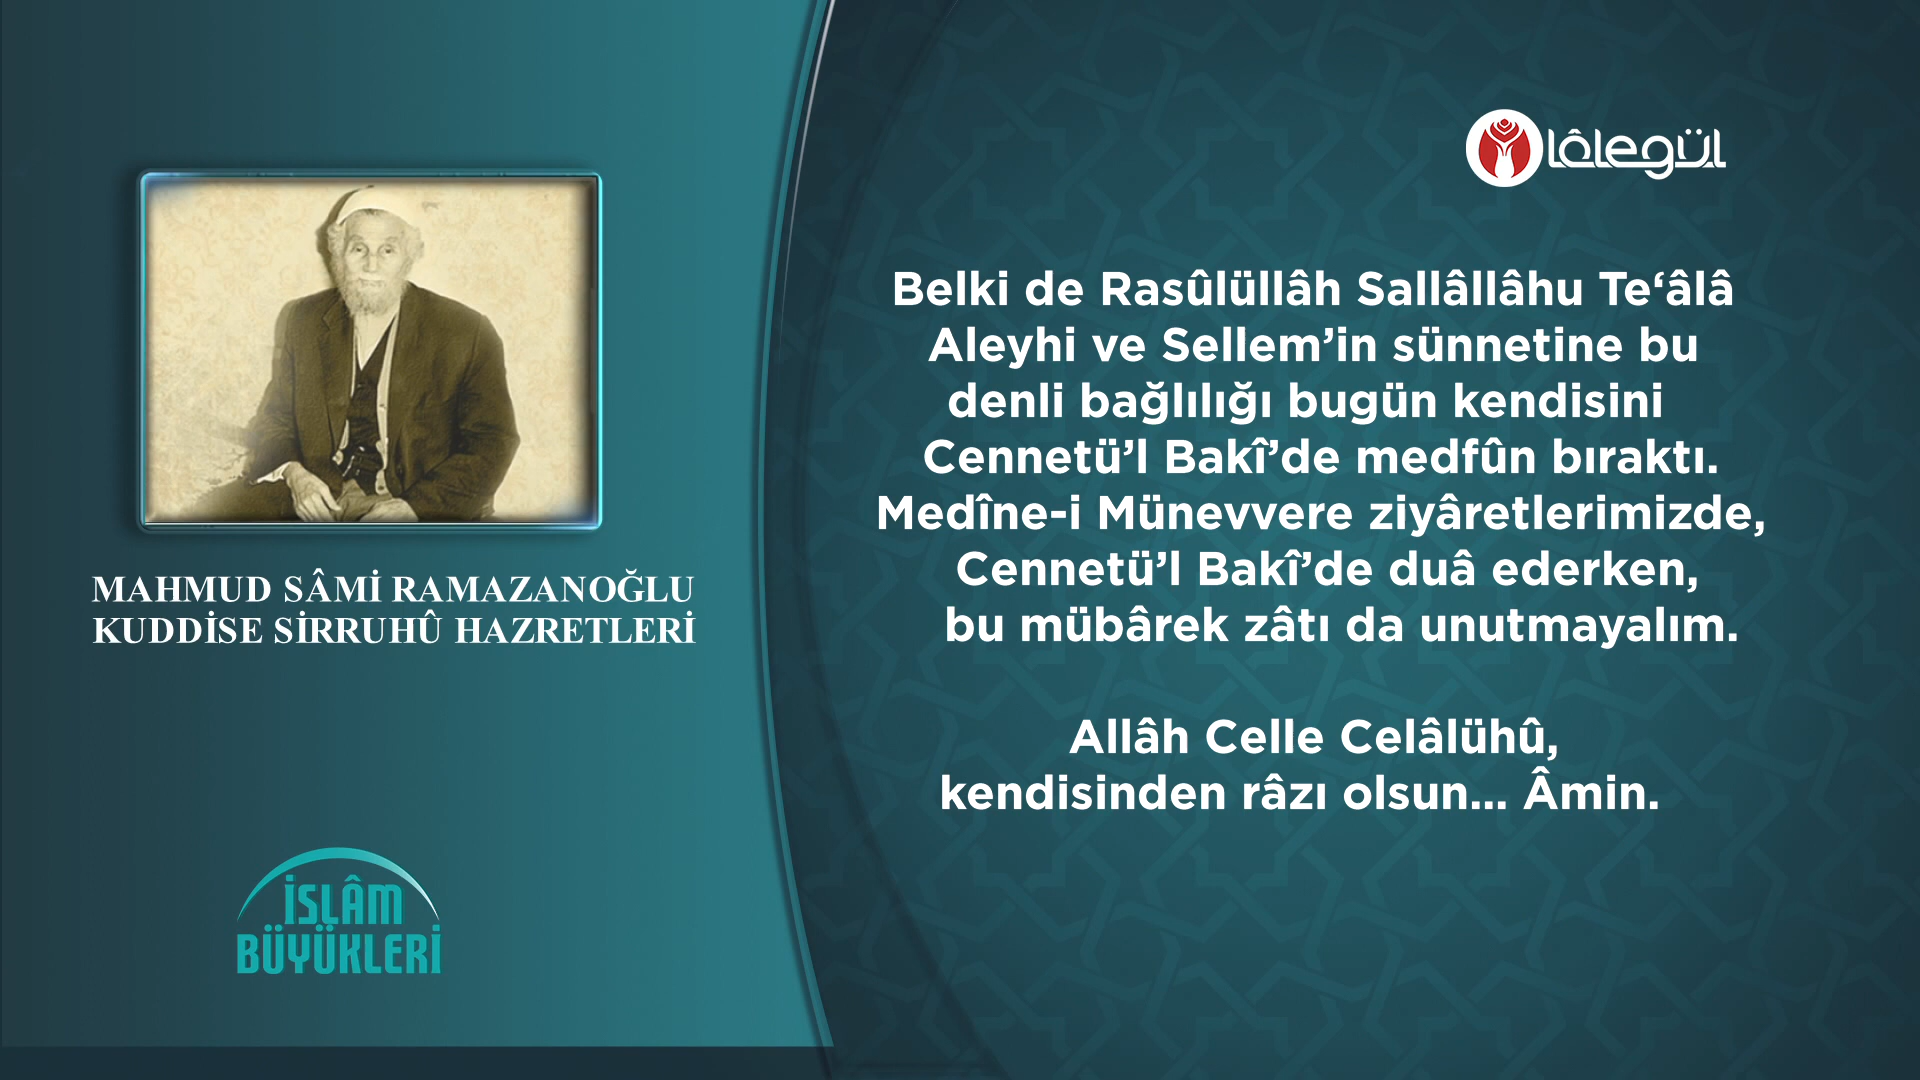 MAHMUD SÂMİ RAMAZANOĞLU
KUDDİSE SİRRUHÛ HAZRETLERİ
İSLÂM
BÜYÜKLERİ
lâlegül
Belki de Rasûlüllâh Sallâllâhu Te‘âlâ
Aleyhi ve Sellem’in sünnetine bu
denli bağlılığı bugün kendisini
Cennetü’l Bakî’de medfûn bıraktı.
Medîne-i Münevvere ziyâretlerimizde,
Cennetü’l Bakî’de duâ ederken,
bu mübârek zâtı da unutmayalım.
Allâh Celle Celâlühû,
kendisinden râzı olsun... Âmin.